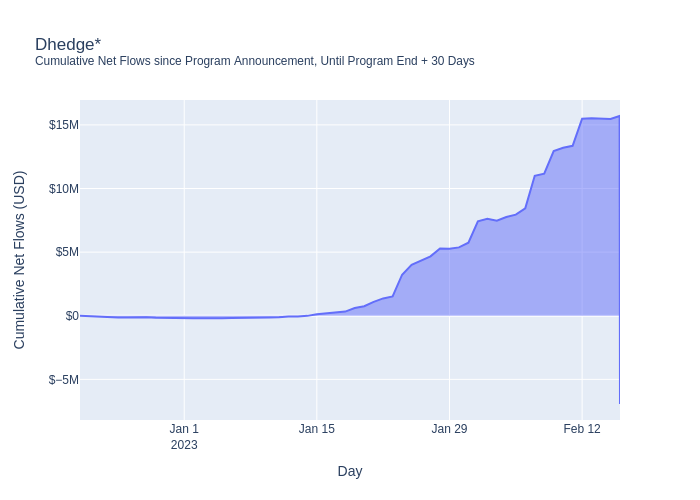 Dhedge*
Cumulative Net Flows since Program Announcement, Until Program End + 30 Days
Cumulative Net Flows (USD)
$15M
$10M
$5M
$0
$−5M
Jan 1
2023
Jan 15
Jan 29
Feb 12
Day